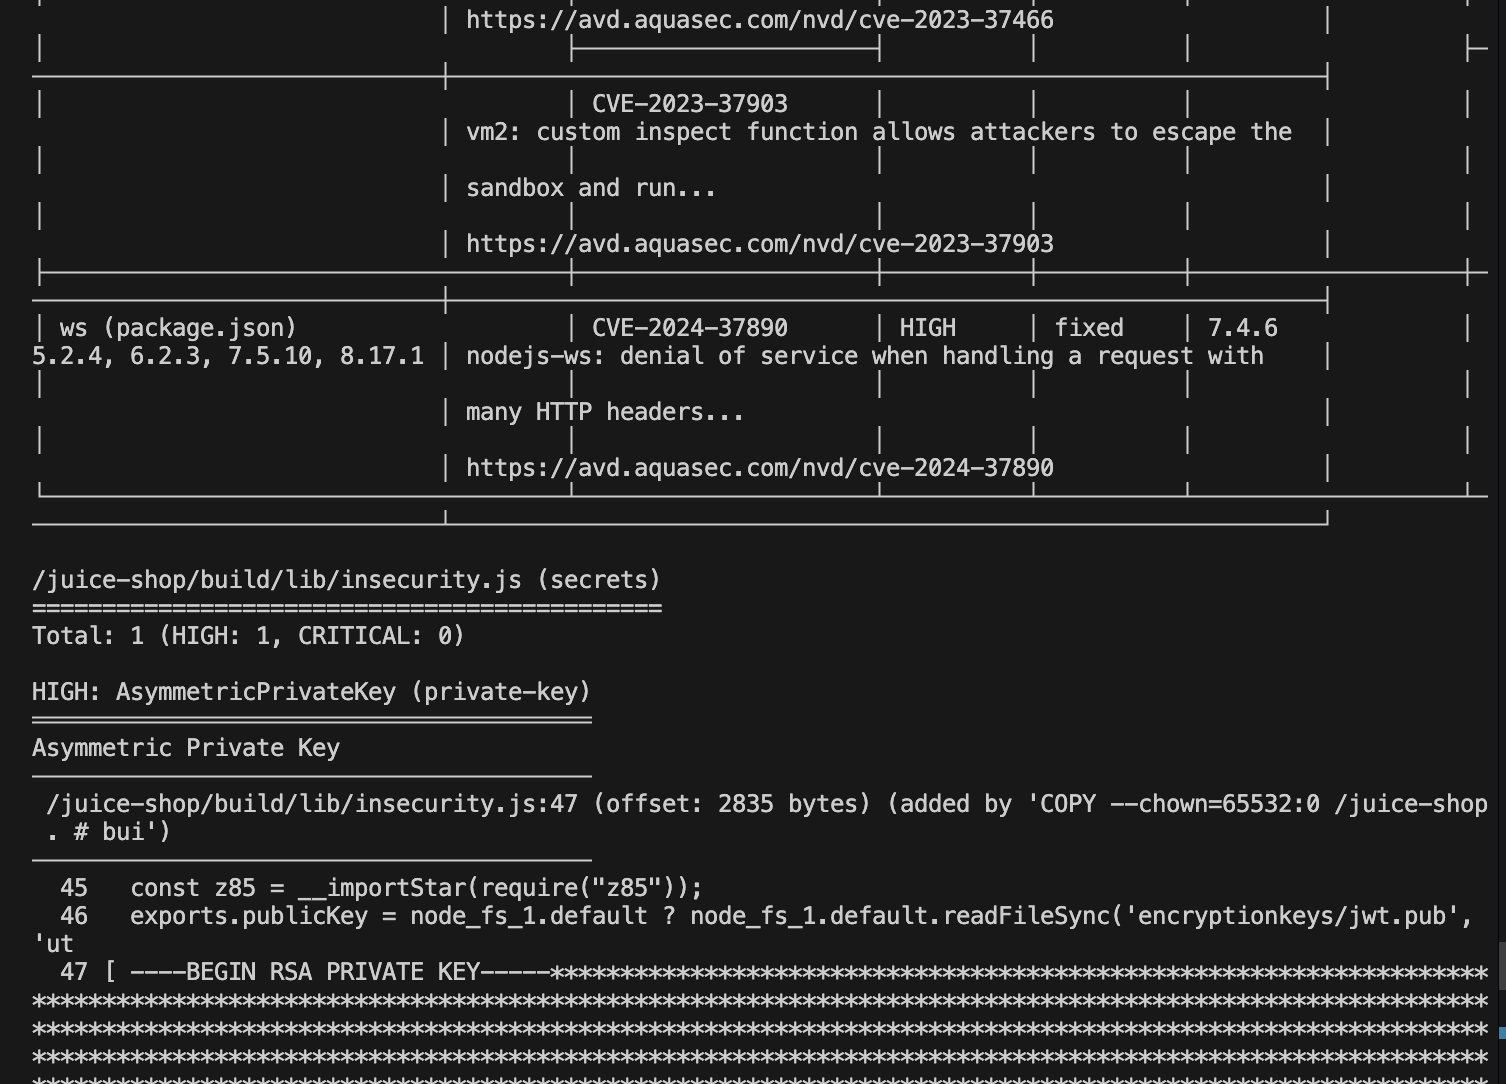 https://avd.aquasec.com/nvd/cve-2023-37466
CVE-2023-37903
vm2: custom inspect function allows attackers to escape the
sandbox and run...
https://avd.aquasec.com/nvd/cve-2023-37903
ws (package.json) CVE-2024-37890 HIGH fixed 7.4.6
5.2.4, 6.2.3, 7.5.10, 8.17.1 nodejs-ws: denial of service when handling a request with
many HTTP headers...
https://avd.aquasec.com/nvd/cve-2024-37890
/juice-shop/build/lib/insecurity.js (secrets)
=============================================
Total: 1 (HIGH: 1, CRITICAL: 0)
HIGH: AsymmetricPrivateKey (private-key)
Asymmetric Private Key
/juice-shop/build/lib/insecurity.js:47 (offset: 2835 bytes) (added by 'COPY --chown=65532:0 /juice-shop
. # bui')
45 const z85 = __importStar(require("z85"));
46 exports.publicKey = node_fs_1.default ? node_fs_1.default.readFileSync('encryptionkeys/jwt.pub',
'ut
47 [ ----BEGIN RSA PRIVATE KEY-----*******************************************************************
********************************************************************************************************
********************************************************************************************************
********************************************************************************************************
********************************************************************************************************